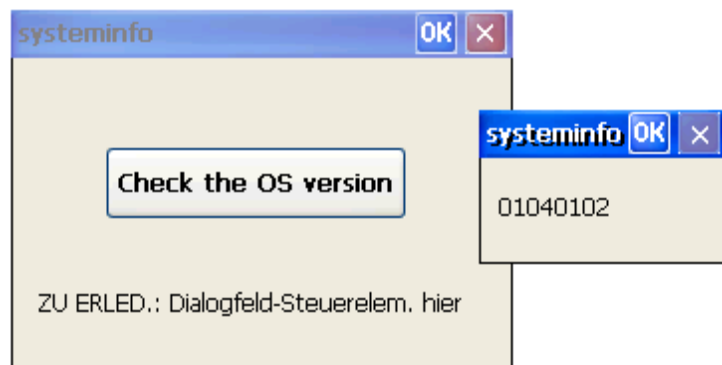 systeminfo OK
Check the OS version
ZU ERLED.: Dialogfeld-Steuerelem. hier
systeminfo OK
01040102